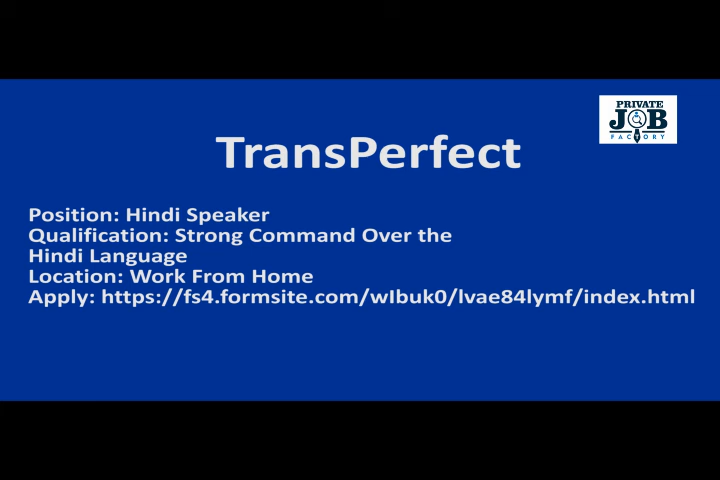 PRIVATE
JOB
FACTORY
TransPerfect
Position: Hindi Speaker
Qualification: Strong Command Over the
Hindi Language
Location: Work From Home
Apply: https://fs4.formsite.com/wIbuk0/lvae84lymf/index.html